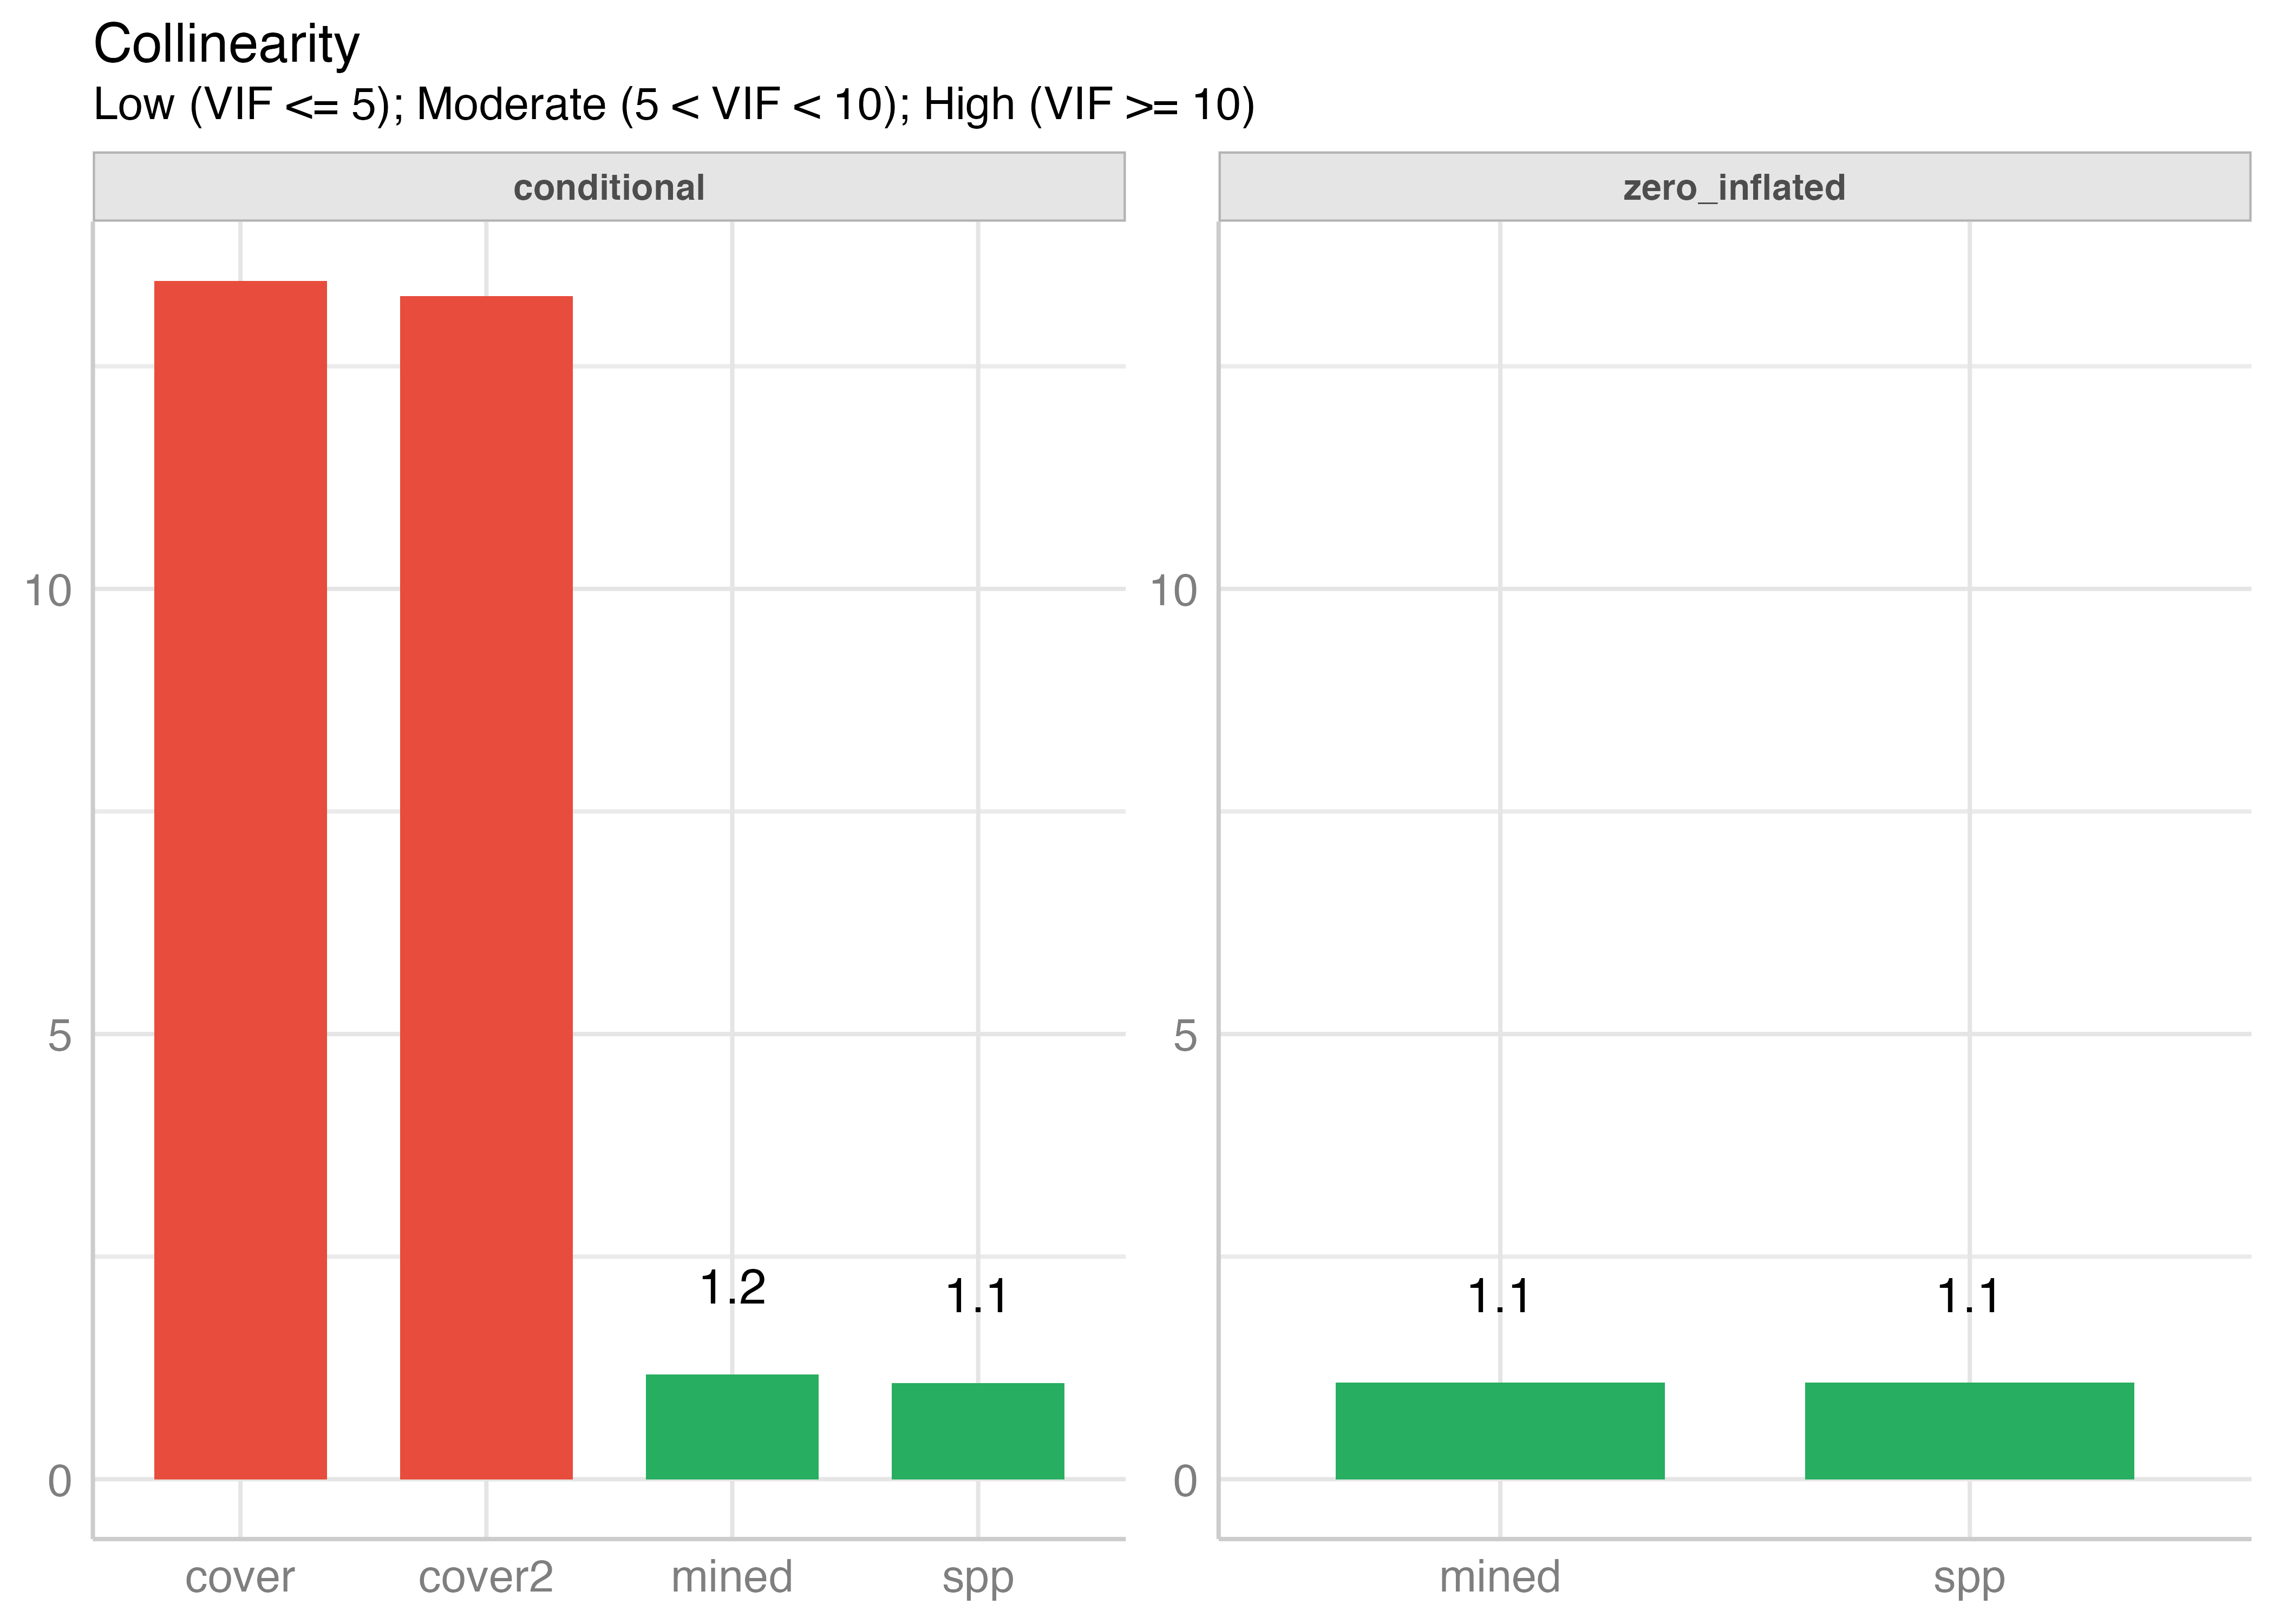 Collinearity
Low (VIF <= 5); Moderate (5 < VIF < 10); High (VIF >= 10)
conditional
zero_inflated
10
5
0
1.2
1.1
cover
cover2
mined
spp
10
5
0
1.1
1.1
mined
spp